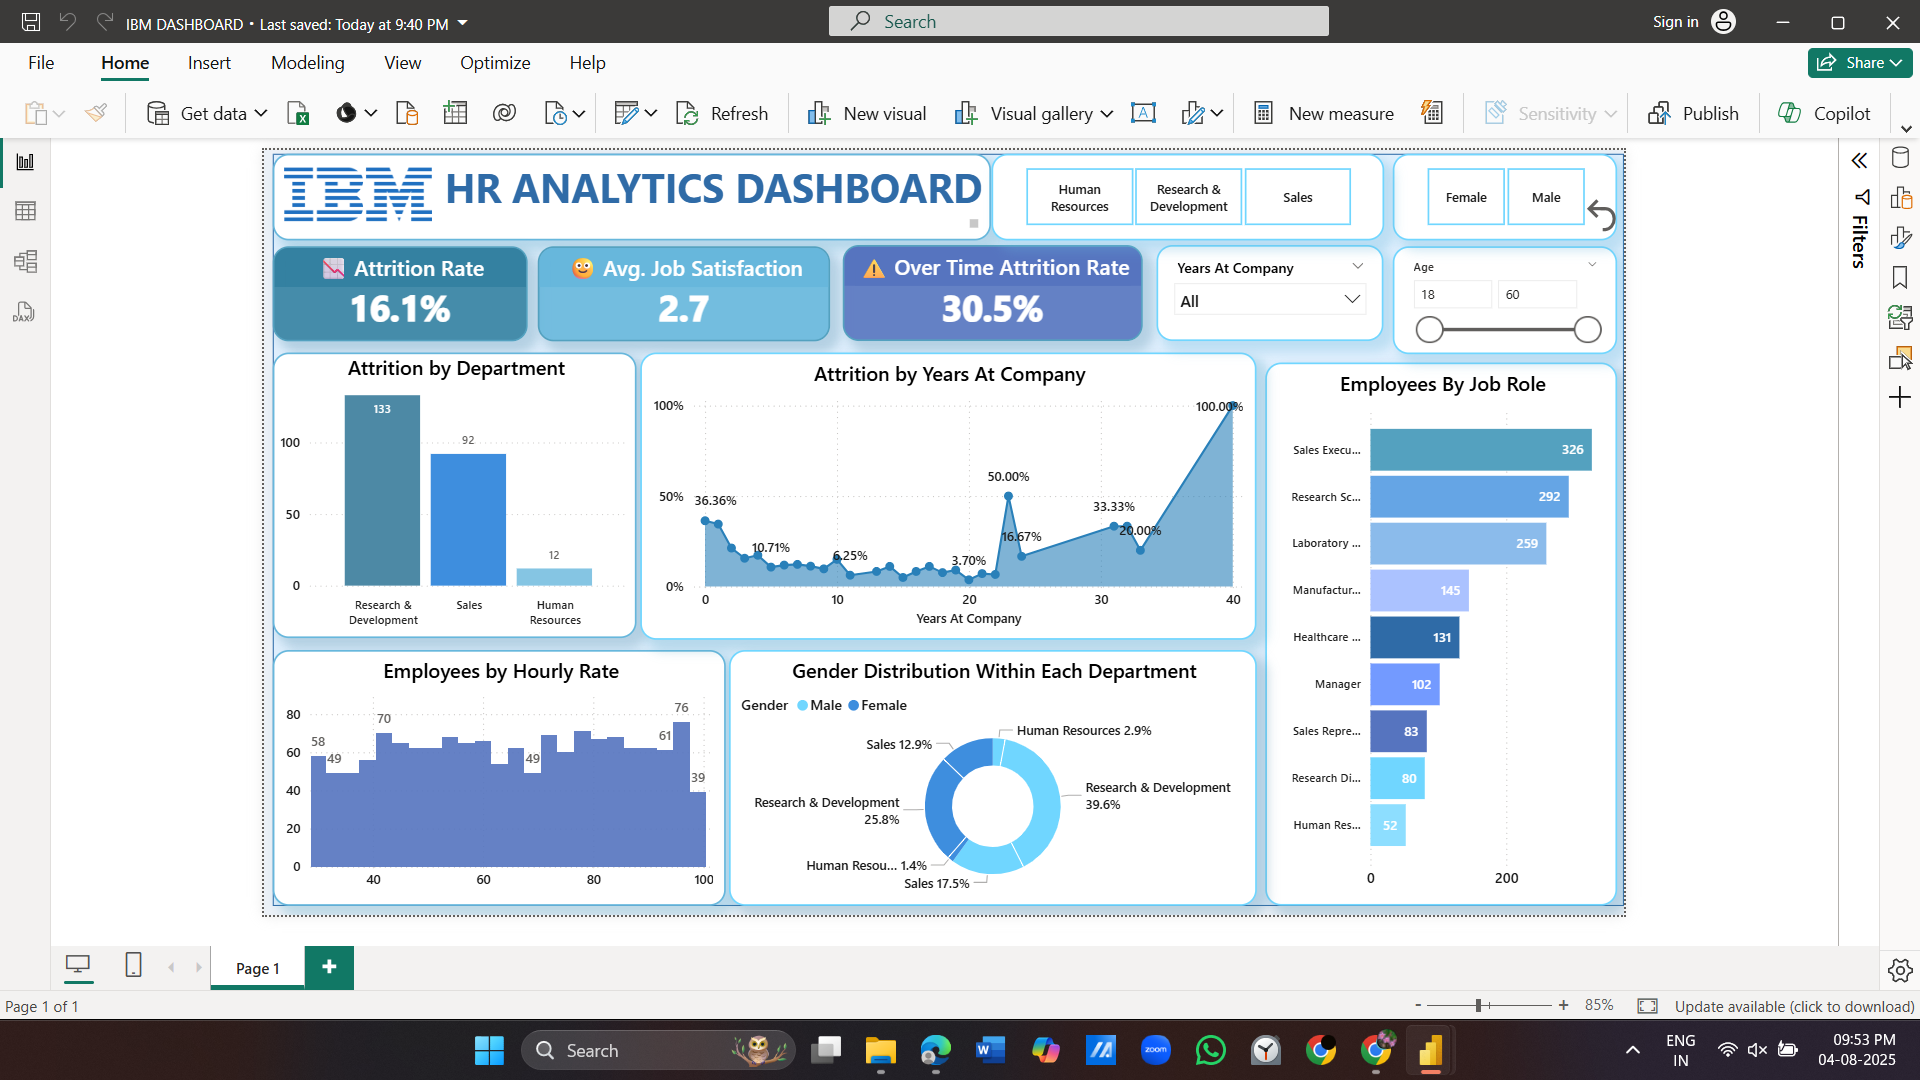 IBM DASHBOARD • Last saved: Today at 9:40 PM
Search
Sign in
File Home Insert Modeling View Optimize Help
Share
Get data
Refresh
New visual
Visual gallery
New measure
Sensitivity
Publish
Copilot
DAX
IBM HR ANALYTICS DASHBOARD
Human
Resources
Research &
Development
Sales
Female
Male
Filters
Attrition Rate
16.1%
Avg. Job Satisfaction
2.7
Over Time Attrition Rate
30.5%
Years At Company
All
Age
18 60
Attrition by Department
133
92
12
100
50
0
Research &
Development
Sales
Human
Resources
Attrition by Years At Company
100%
50%
0%
36.36%
10.71%
6.25%
3.70%
50.00%
16.67%
33.33%
20.00%
100.00%
0 10 20 30 40
Years At Company
Employees By Job Role
Sales Execu... 326
Research Sc... 292
Laboratory ... 259
Manufactur... 145
Healthcare ... 131
Manager 102
Sales Repre... 83
Research Di... 80
Human Res... 52
0 200
Employees by Hourly Rate
80
60
40
20
0
58
49
70
49
61
76
39
40 60 80 100
Gender Distribution Within Each Department
Gender Male Female
Human Resources 2.9%
Sales 12.9%
Research & Development
39.6%
Research & Development
25.8%
Human Resou... 1.4%
Sales 17.5%
Page 1
Page 1 of 1
- + 85%
Update available (click to download)
Search
zoom
ENG
IN
09:53 PM
04-08-2025